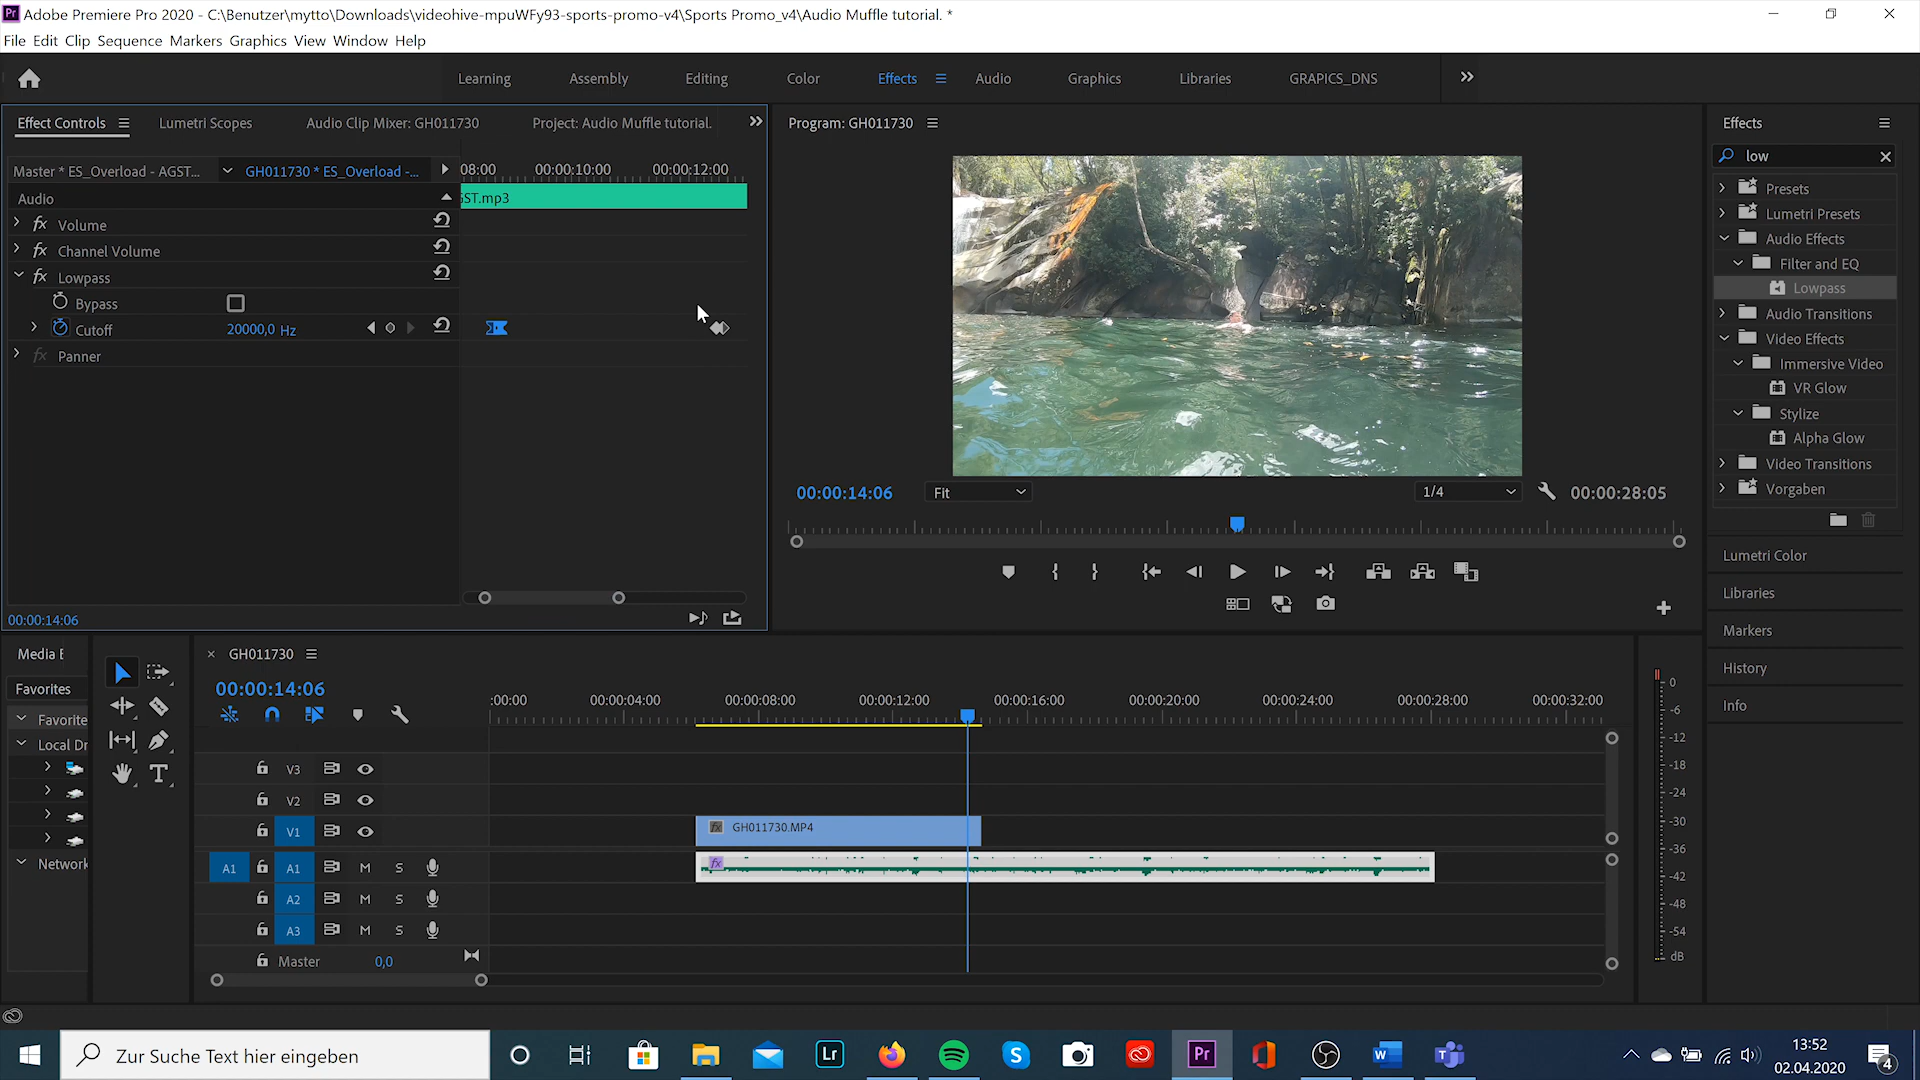 Adobe Premiere Pro 2020 - C:\Benutzer\mytto\Downloads\videohive-mpuWFy93-sports-promo-v4\Sports Promo_v4\Audio Muffle tutorial. *
File Edit Clip Sequence Markers Graphics View Window Help
Learning Assembly Editing Color Effects Audio Graphics Libraries GRAPICS_DNS
Effect Controls Lumetri Scopes Audio Clip Mixer: GH011730 Project: Audio Muffle tutorial.
Master * ES_Overload - AGST... GH011730 * ES_Overload -...
08:00 00:00:10:00 00:00:12:00
GST.mp3
Audio
fx Volume
fx Channel Volume
fx Lowpass
Bypass
Cutoff 20000,0 Hz
fx Panner
00:00:14:06
Program: GH011730
00:00:14:06 Fit 1/4 00:00:28:05
Effects
low
Presets
Lumetri Presets
Audio Effects
Filter and EQ
Lowpass
Audio Transitions
Video Effects
Immersive Video
VR Glow
Stylize
Alpha Glow
Video Transitions
Vorgaben
Lumetri Color
Libraries
Markers
History
Info
Media E
Favorites
Favorite
Local Dr
Network
GH011730
00:00:14:06
:00:00 00:00:04:00 00:00:08:00 00:00:12:00 00:00:16:00 00:00:20:00 00:00:24:00 00:00:28:00 00:00:32:00
V3
V2
V1 fx GH011730.MP4
A1 A1 M S fx
A2 M S
A3 M S
Master 0,0
0
-6
-12
-18
-24
-30
-36
-42
-48
-54
dB
Zur Suche Text hier eingeben
Lr
Pr
13:52
02.04.2020
4